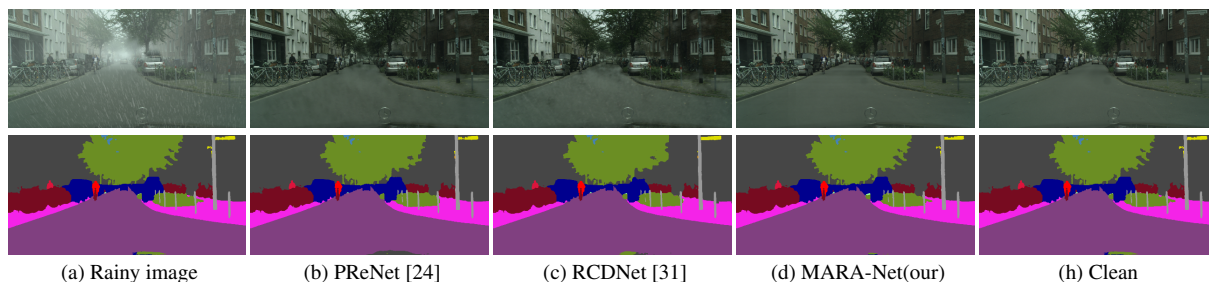 (a) Rainy image
(b) PReNet [24]
(c) RCDNet [31]
(d) MARA-Net(our)
(h) Clean